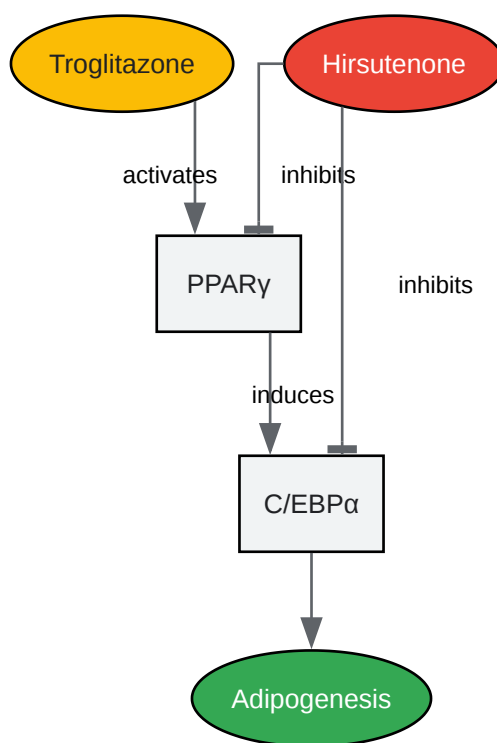 Troglitazone
Hirsutenone
activates
inhibits
PPARγ
inhibits
induces
C/EBPα
Adipogenesis